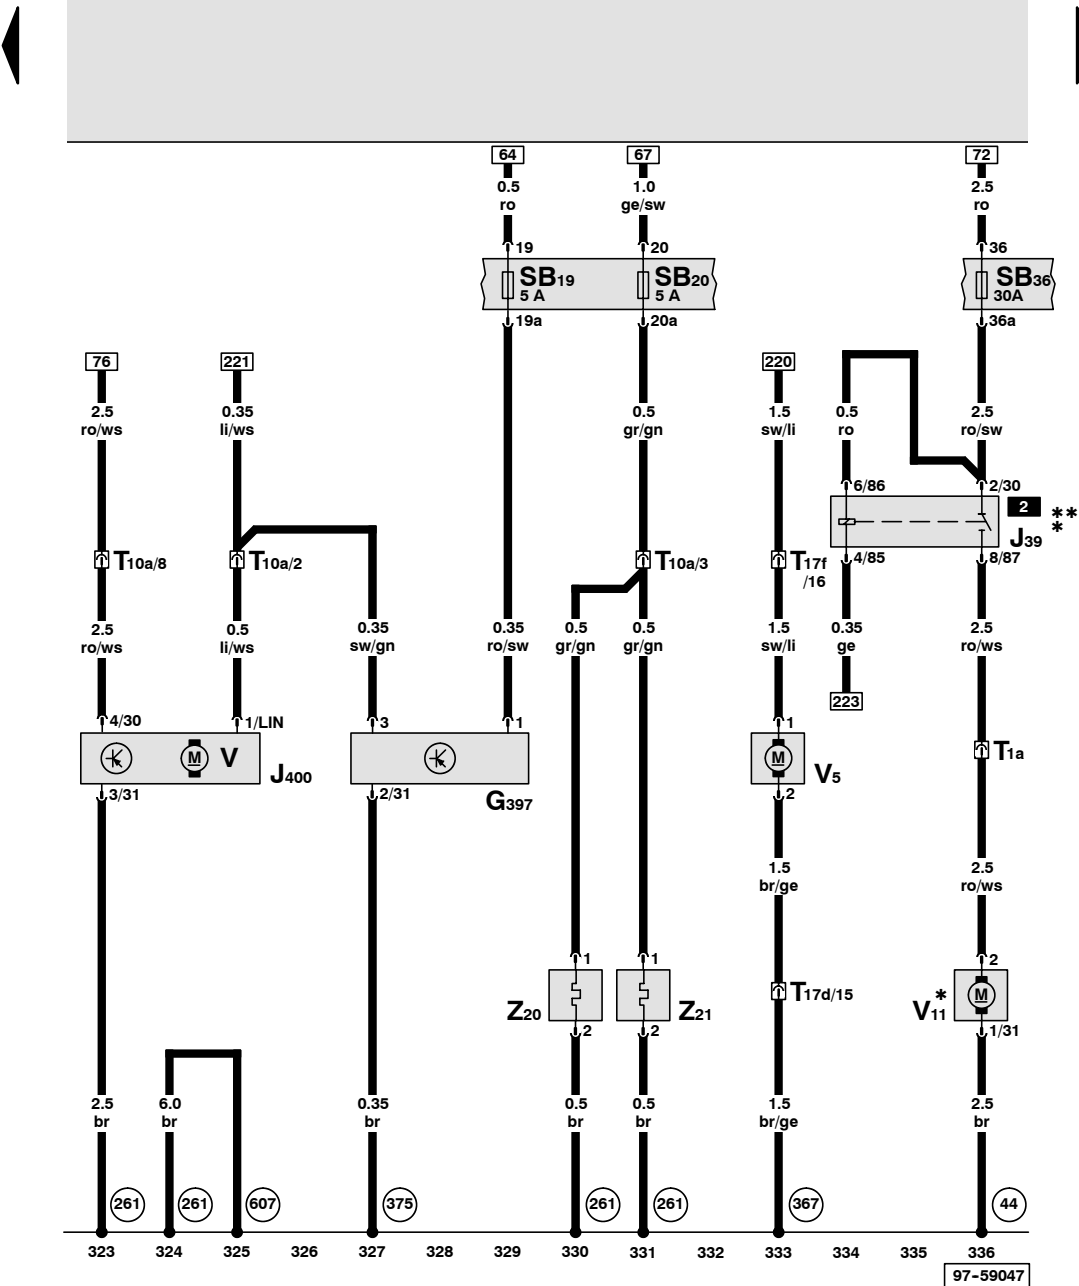 64 67 72
0.5 1.0 2.5
ro ge/sw ro
19 20 36
SB19 SB20 SB36
5 A 5 A 30A
19a 20a 36a
76 221 220
2.5 0.35 0.5 1.5 0.5 2.5
ro/ws li/ws gr/gn sw/li ro ro/sw
6/86 2/30
2 **
*
J39
T10a/8 T10a/2 T10a/3 T17f 4/85 8/87
/16
2.5 0.5 0.35 0.35 0.5 0.5 1.5 0.35 2.5
ro/ws li/ws sw/gn ro/sw gr/gn gr/gn sw/li ge ro/ws
223
4/30 1/LIN 3 1 1
T1a
M V M
J400 V5
3/31 2/31 2
G397
1.5 2.5
br/ge ro/ws
1 1 2
T17d/15 * M
Z20 Z21 V11
2 2 1/31
2.5 6.0 0.35 0.5 0.5 1.5 2.5
br br br br br br/ge br
261 261 607 375 261 261 367 44
323 324 325 326 327 328 329 330 331 332 333 334 335 336
97-59047